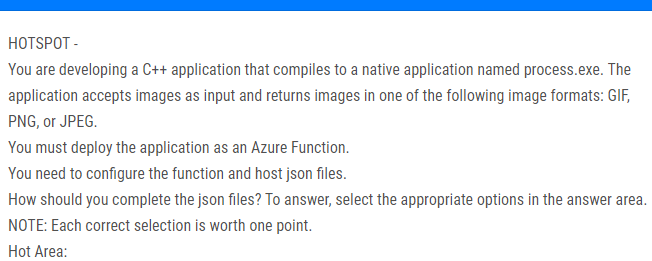 HOTSPOT -
You are developing a C++ application that compiles to a native application named process.exe. The
application accepts images as input and returns images in one of the following image formats: GIF,
PNG, or JPEG.
You must deploy the application as an Azure Function.
You need to configure the function and host json files.
How should you complete the json files? To answer, select the appropriate options in the answer area.
NOTE: Each correct selection is worth one point.
Hot Area: